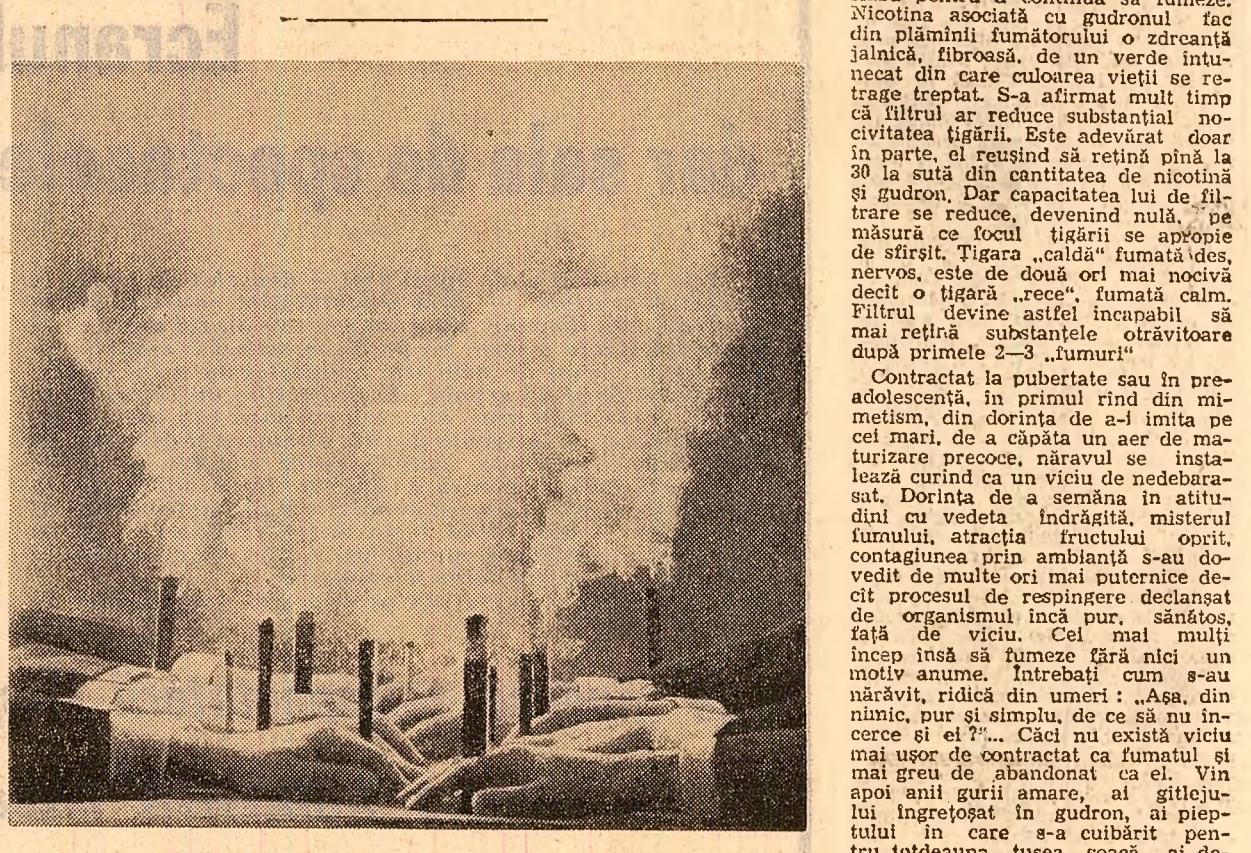 Nicotina asociată cu gudronul fac
din plămînii fumătorului o zdreanță
jalnică, fibroasă, de un verde întu-
necat din care culoarea vieții se re-
trage treptat. S-a afirmat mult timp
că filtrul ar reduce substanțial no-
civitatea țigării. Este adevărat doar
în parte, el reușind să rețină pînă la
30 la sută din cantitatea de nicotină
și gudron. Dar capacitatea lui de fil-
trare se reduce, devenind nulă, pe
măsură ce focul țigării se apropie
de sfîrșit. Țigara „caldă“ fumată des,
nervos, este de două ori mai nocivă
decît o țigară „rece“, fumată calm.
Filtrul devine astfel incapabil să
mai rețină substanțele otrăvitoare
după primele 2—3 „fumuri“
Contractat la pubertate sau în pre-
adolescență, în primul rînd din mi-
metism, din dorința de a-i imita pe
cei mari, de a căpăta un aer de ma-
turizare precoce, năravul se insta-
lează curînd ca un viciu de nedebara-
sat. Dorința de a semăna în atitu-
dini cu vedeta îndrăgită, misterul
fumului, atracția fructului oprit,
contagiunea prin ambianță s-au do-
vedit de multe ori mai puternice de-
cît procesul de respingere declanșat
de organismul încă pur, sănătos,
față de viciu. Cei mai mulți
încep însă să fumeze fără nici un
motiv anume. Întrebați cum s-au
nărăvit, ridică din umeri : „Așa, din
nimic, pur și simplu, de ce să nu în-
cerce și ei ?“... Căci nu există viciu
mai ușor de contractat ca fumatul și
mai greu de abandonat ca el. Vin
apoi anii gurii amare, ai gîtleju-
lui îngrețoșat în gudron, ai piep-
tului în care s-a cuibărit pen-